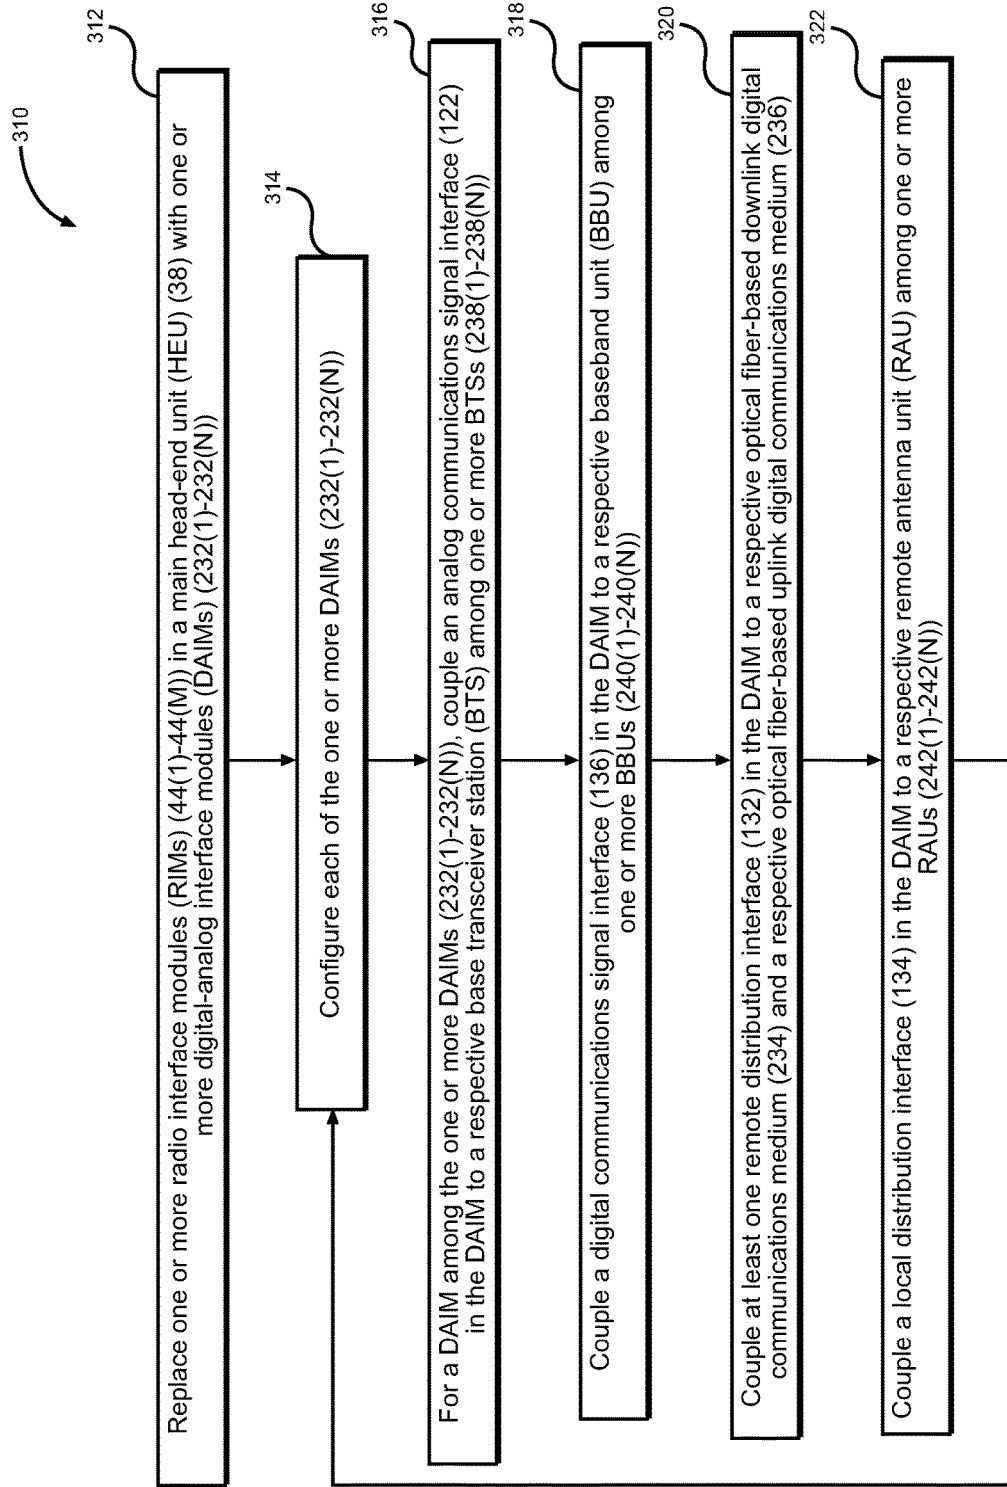 310
312
Replace one or more radio interface modules (RIMs) (44(1)-44(M)) in a main head-end unit (HEU) (38) with one or
more digital-analog interface modules (DAIMs) (232(1)-232(N))
314
Configure each of the one or more DAIMs (232(1)-232(N))
316
For a DAIM among the one or more DAIMs (232(1)-232(N)), couple an analog communications signal interface (122)
in the DAIM to a respective base transceiver station (BTS) among one or more BTSs (238(1)-238(N))
318
Couple a digital communications signal interface (136) in the DAIM to a respective baseband unit (BBU) among
one or more BBUs (240(1)-240(N))
320
Couple at least one remote distribution interface (132) in the DAIM to a respective optical fiber-based downlink digital
communications medium (234) and a respective optical fiber-based uplink digital communications medium (236)
322
Couple a local distribution interface (134) in the DAIM to a respective remote antenna unit (RAU) among one or more
RAUs (242(1)-242(N))